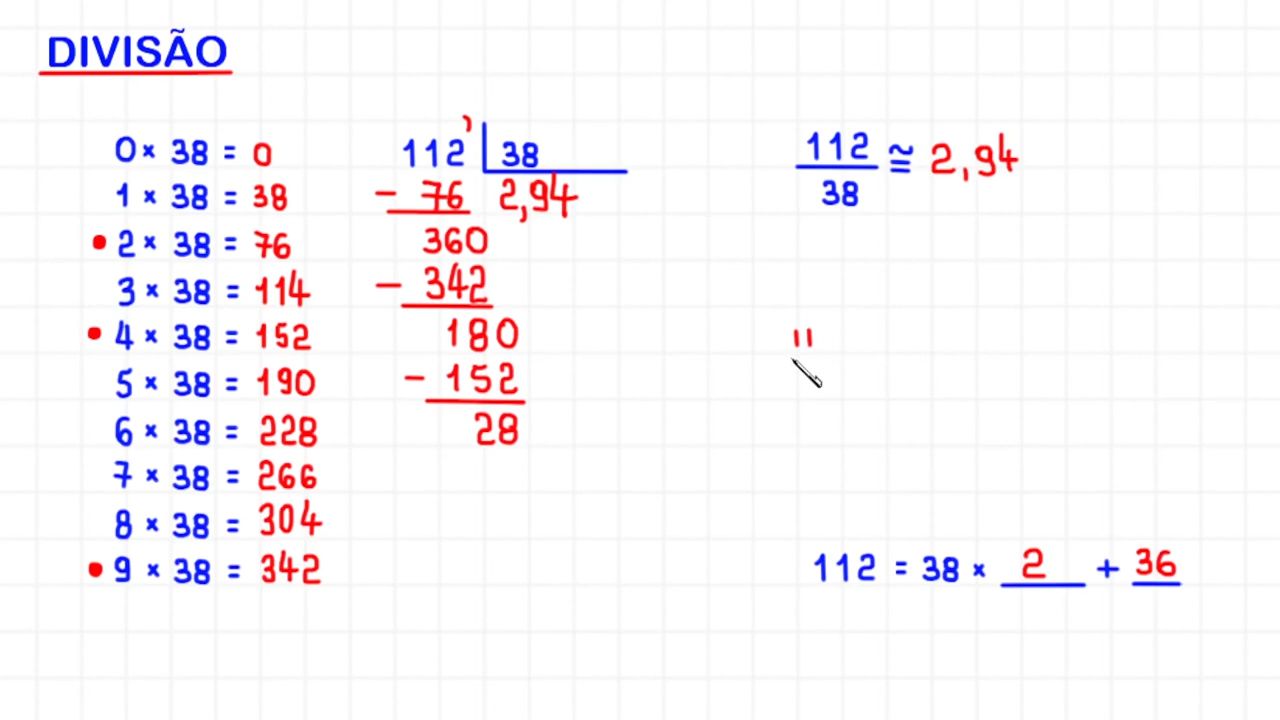 DIVISÃO
0 × 38 = 0
1 × 38 = 38
• 2 × 38 = 76
3 × 38 = 114
• 4 × 38 = 152
5 × 38 = 190
6 × 38 = 228
7 × 38 = 266
8 × 38 = 304
• 9 × 38 = 342
112' 38
- 76 2,94
360
- 342
180
- 152
28
112
38 ≅ 2,94
11
112 = 38 × 2 + 36